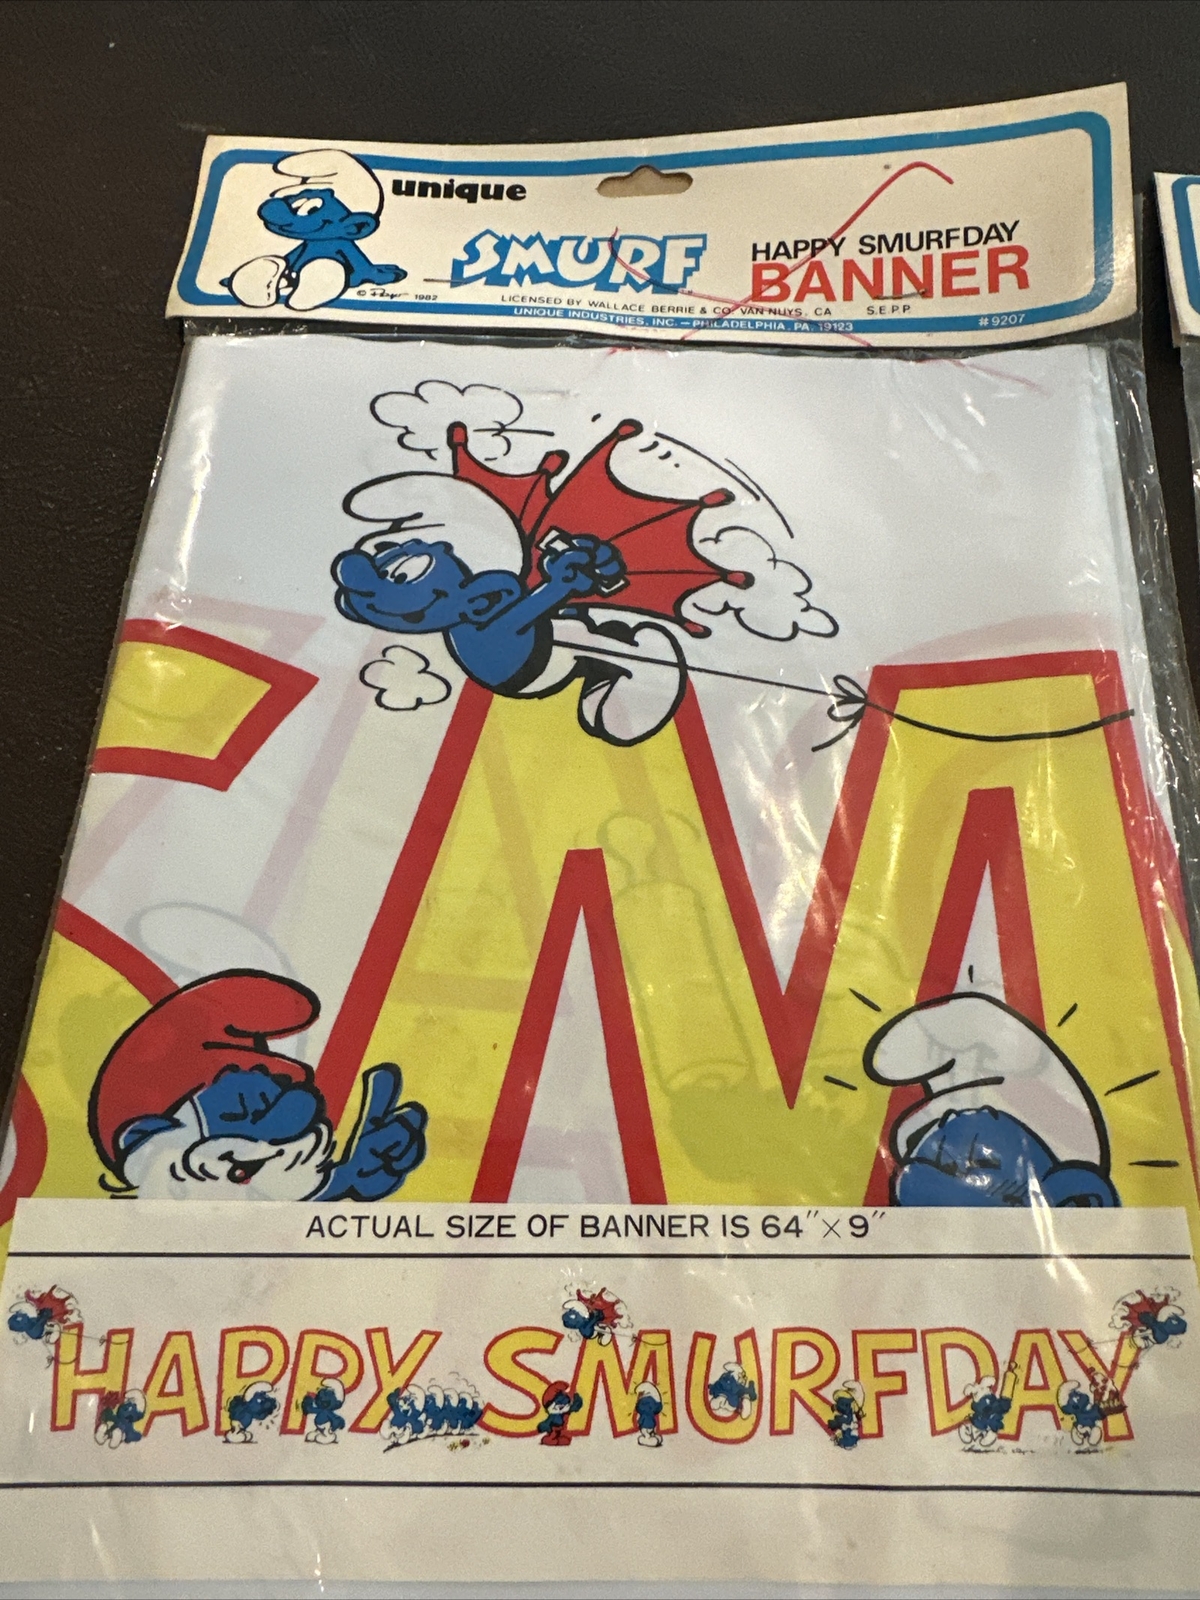 unique
SMURF
HAPPY SMURFDAY
BANNER
© Peyo 1982
LICENSED BY WALLACE BERRIE & CO. VAN NUYS, CA S.E.P.P.
UNIQUE INDUSTRIES, INC. — PHILADELPHIA, PA. 19123 #9207
SM
ACTUAL SIZE OF BANNER IS 64" × 9"
HAPPY SMURFDAY